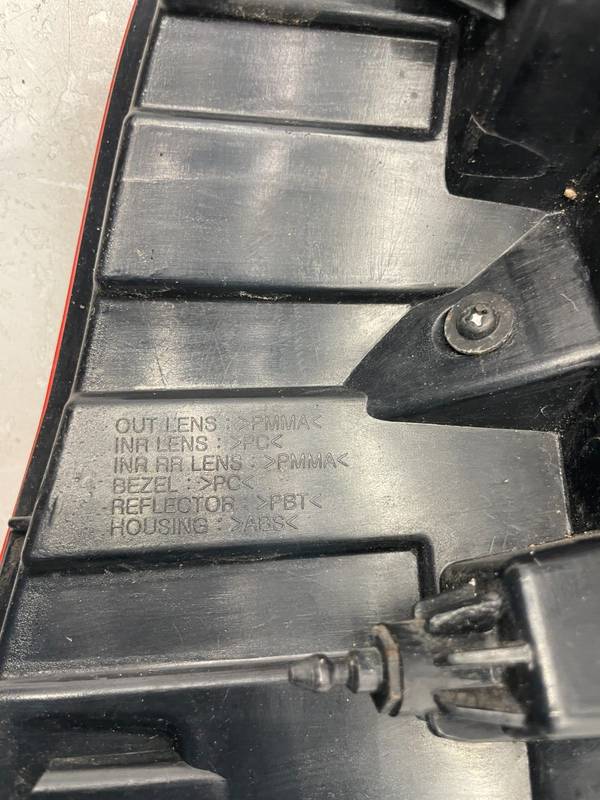 OUT LENS : >PMMA<
INR LENS : >PC<
INR RR LENS : >PMMA<
BEZEL : >PC<
REFLECTOR : >PBT<
HOUSING : >ABS<